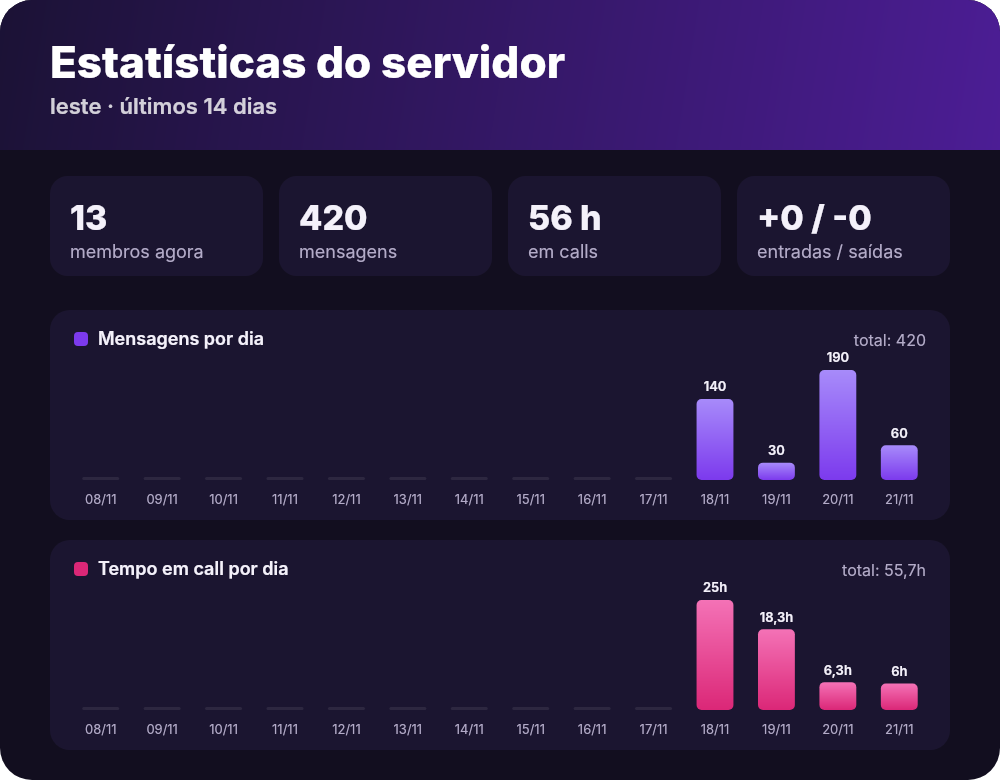 Estatísticas do servidor
leste · últimos 14 dias
13
membros agora
420
mensagens
56 h
em calls
+0 / -0
entradas / saídas
Mensagens por dia
total: 420
140 30 190 60
08/11 09/11 10/11 11/11 12/11 13/11 14/11 15/11 16/11 17/11 18/11 19/11 20/11 21/11
Tempo em call por dia
total: 55,7h
25h 18,3h 6,3h 6h
08/11 09/11 10/11 11/11 12/11 13/11 14/11 15/11 16/11 17/11 18/11 19/11 20/11 21/11